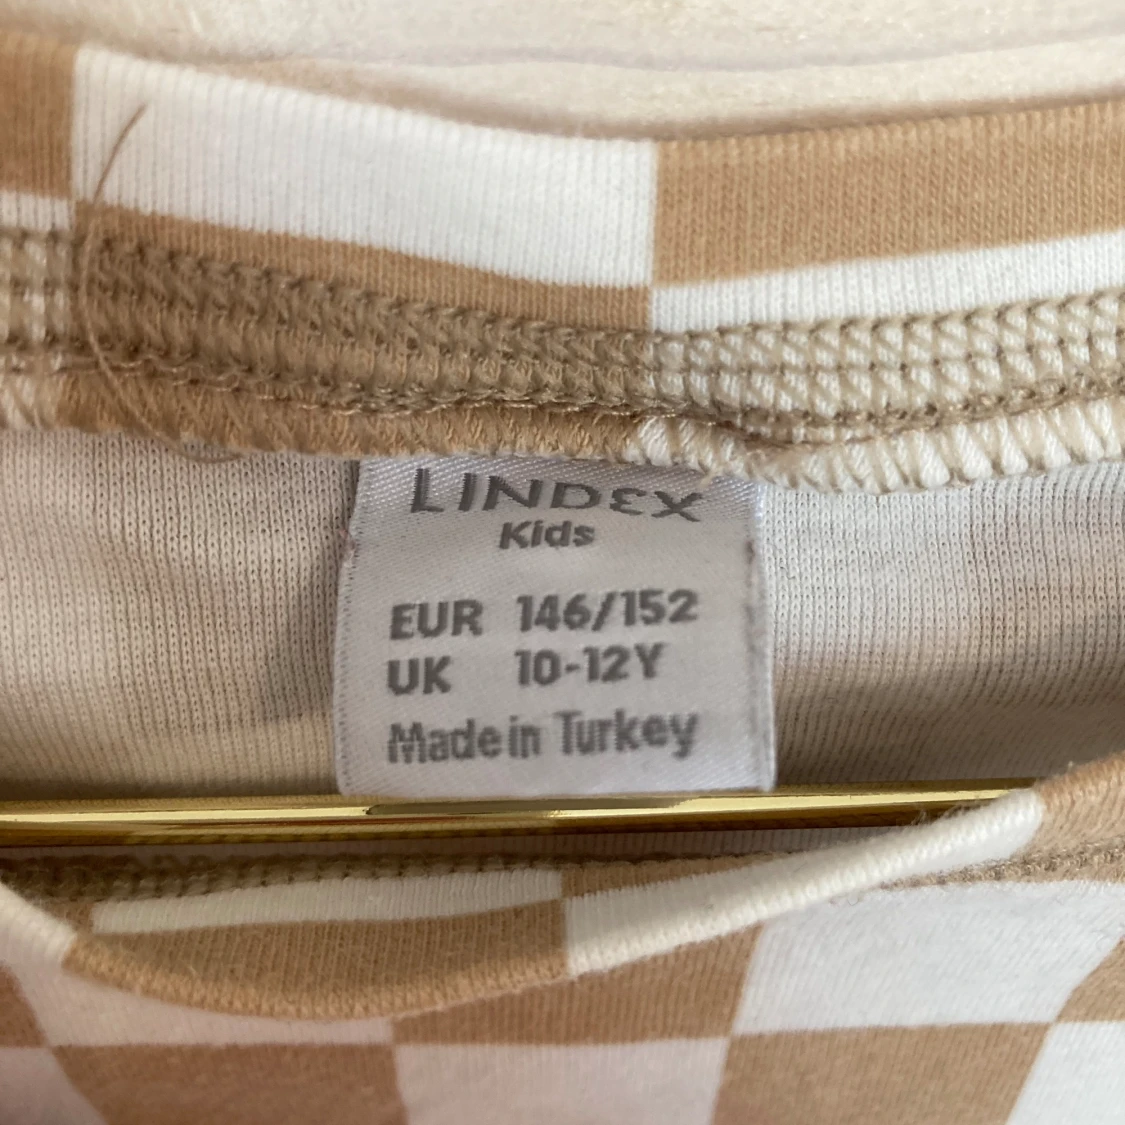 LINDEX
Kids
EUR 146/152
UK 10-12Y
Made in Turkey